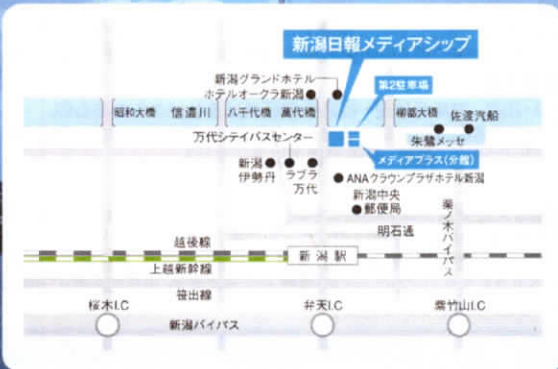 新潟日報メディアシップ
新潟グランドホテル
ホテルオークラ新潟
第2駐車場
昭和大橋
信濃川
八千代橋
萬代橋
柳都大橋
佐渡汽船
朱鷺メッセ
万代シテイバスセンター
メディアプラス(分館)
新潟
伊勢丹
ラブラ
万代
ANAクラウンプラザホテル新潟
新潟中央
郵便局
明石通
栗ノ木バイパス
越後線
新潟駅
上越新幹線
笹出線
桜木I.C
弁天I.C
紫竹山I.C
新潟バイパス